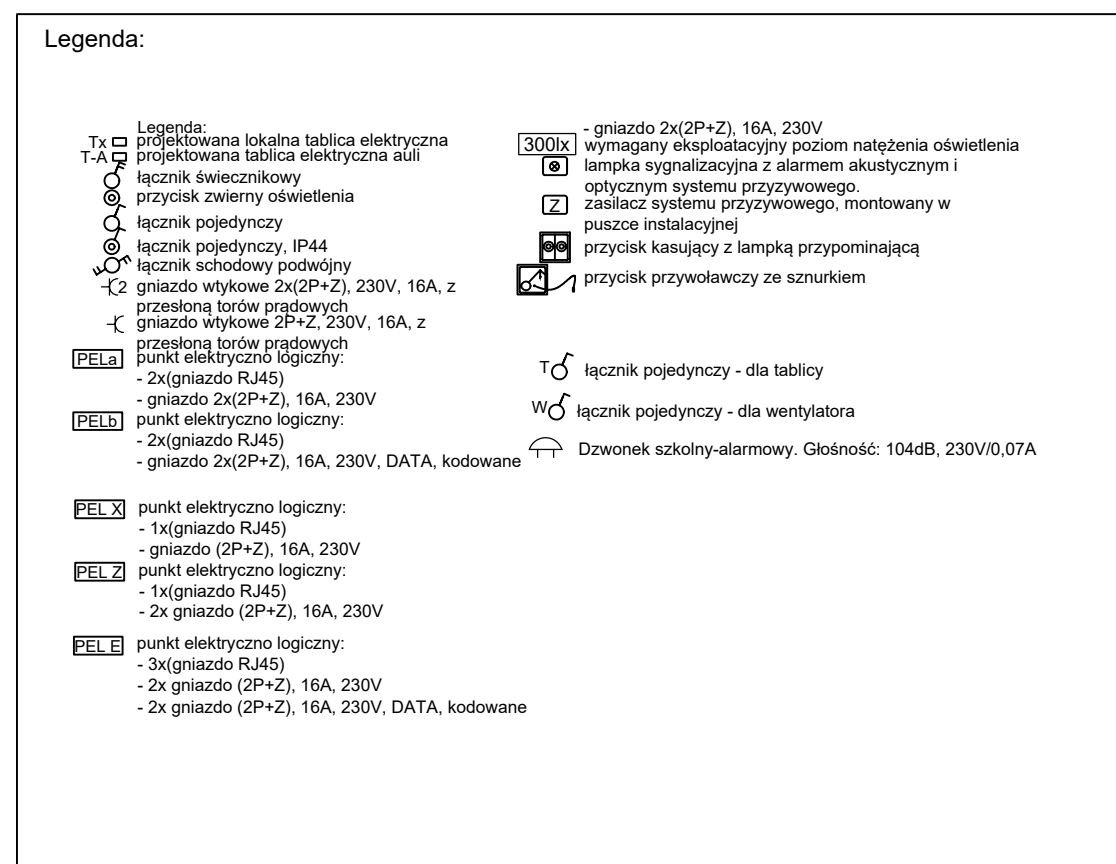 Legenda:
Legenda:
Tx projektowana lokalna tablica elektryczna
T-A projektowana tablica elektryczna auli
łącznik świecznikowy
przycisk zwierny oświetlenia
łącznik pojedynczy
łącznik pojedynczy, IP44
łącznik schodowy podwójny
2 gniazdo wtykowe 2x(2P+Z), 230V, 16A, z
przesłoną torów prądowych
gniazdo wtykowe 2P+Z, 230V, 16A, z
przesłoną torów prądowych
PELa punkt elektryczno logiczny:
- 2x(gniazdo RJ45)
- gniazdo 2x(2P+Z), 16A, 230V
PELb punkt elektryczno logiczny:
- 2x(gniazdo RJ45)
- gniazdo 2x(2P+Z), 16A, 230V, DATA, kodowane
PEL X punkt elektryczno logiczny:
- 1x(gniazdo RJ45)
- gniazdo (2P+Z), 16A, 230V
PEL Z punkt elektryczno logiczny:
- 1x(gniazdo RJ45)
- 2x gniazdo (2P+Z), 16A, 230V
PEL E punkt elektryczno logiczny:
- 3x(gniazdo RJ45)
- 2x gniazdo (2P+Z), 16A, 230V
- 2x gniazdo (2P+Z), 16A, 230V, DATA, kodowane
- gniazdo 2x(2P+Z), 16A, 230V
300lx wymagany eksploatacyjny poziom natężenia oświetlenia
lampka sygnalizacyjna z alarmem akustycznym i
optycznym systemu przyzywowego.
Z zasilacz systemu przyzywowego, montowany w
puszce instalacyjnej
przycisk kasujący z lampką przypominającą
przycisk przywoławczy ze sznurkiem
T łącznik pojedynczy - dla tablicy
W łącznik pojedynczy - dla wentylatora
Dzwonek szkolny-alarmowy. Głośność: 104dB, 230V/0,07A